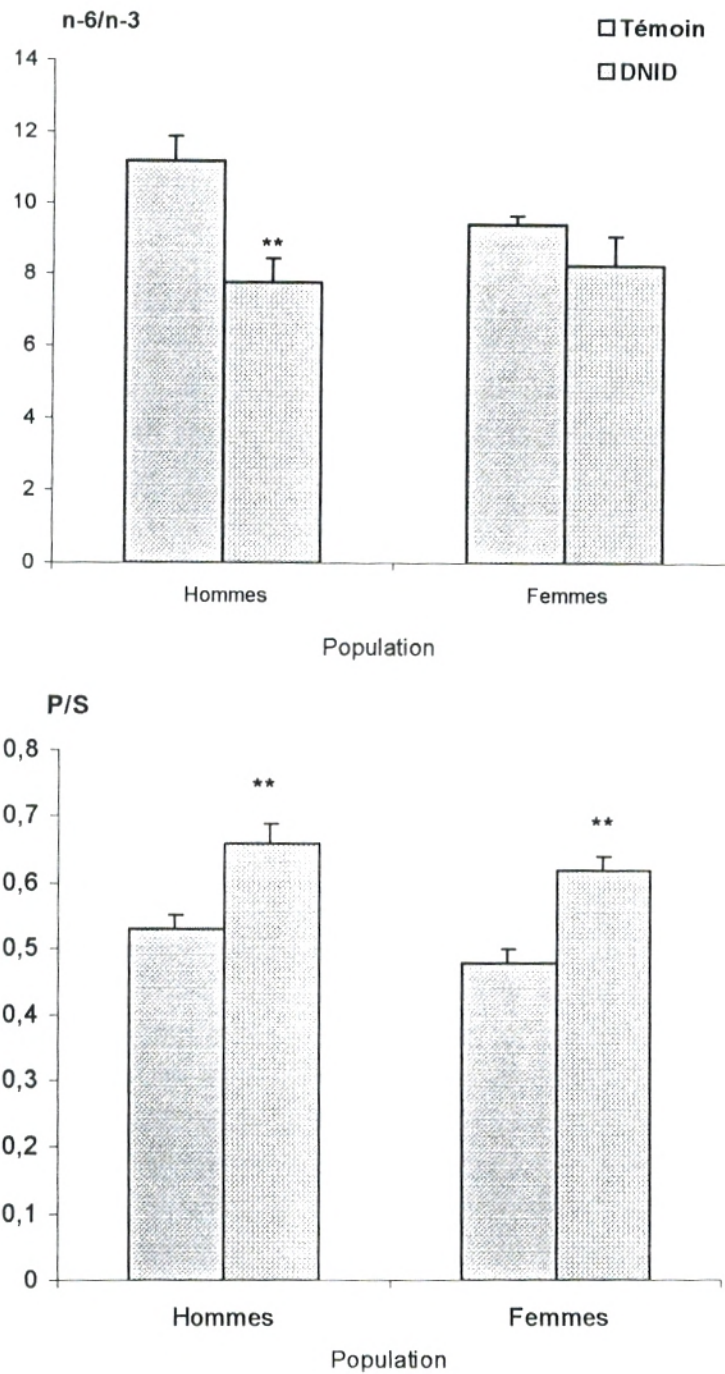 n-6/n-3
Témoin
DNID
14
12
10
8
6
4
2
0
**
Hommes
Femmes
Population
P/S
0,8
0,7
0,6
0,5
0,4
0,3
0,2
0,1
0
**
**
Hommes
Femmes
Population